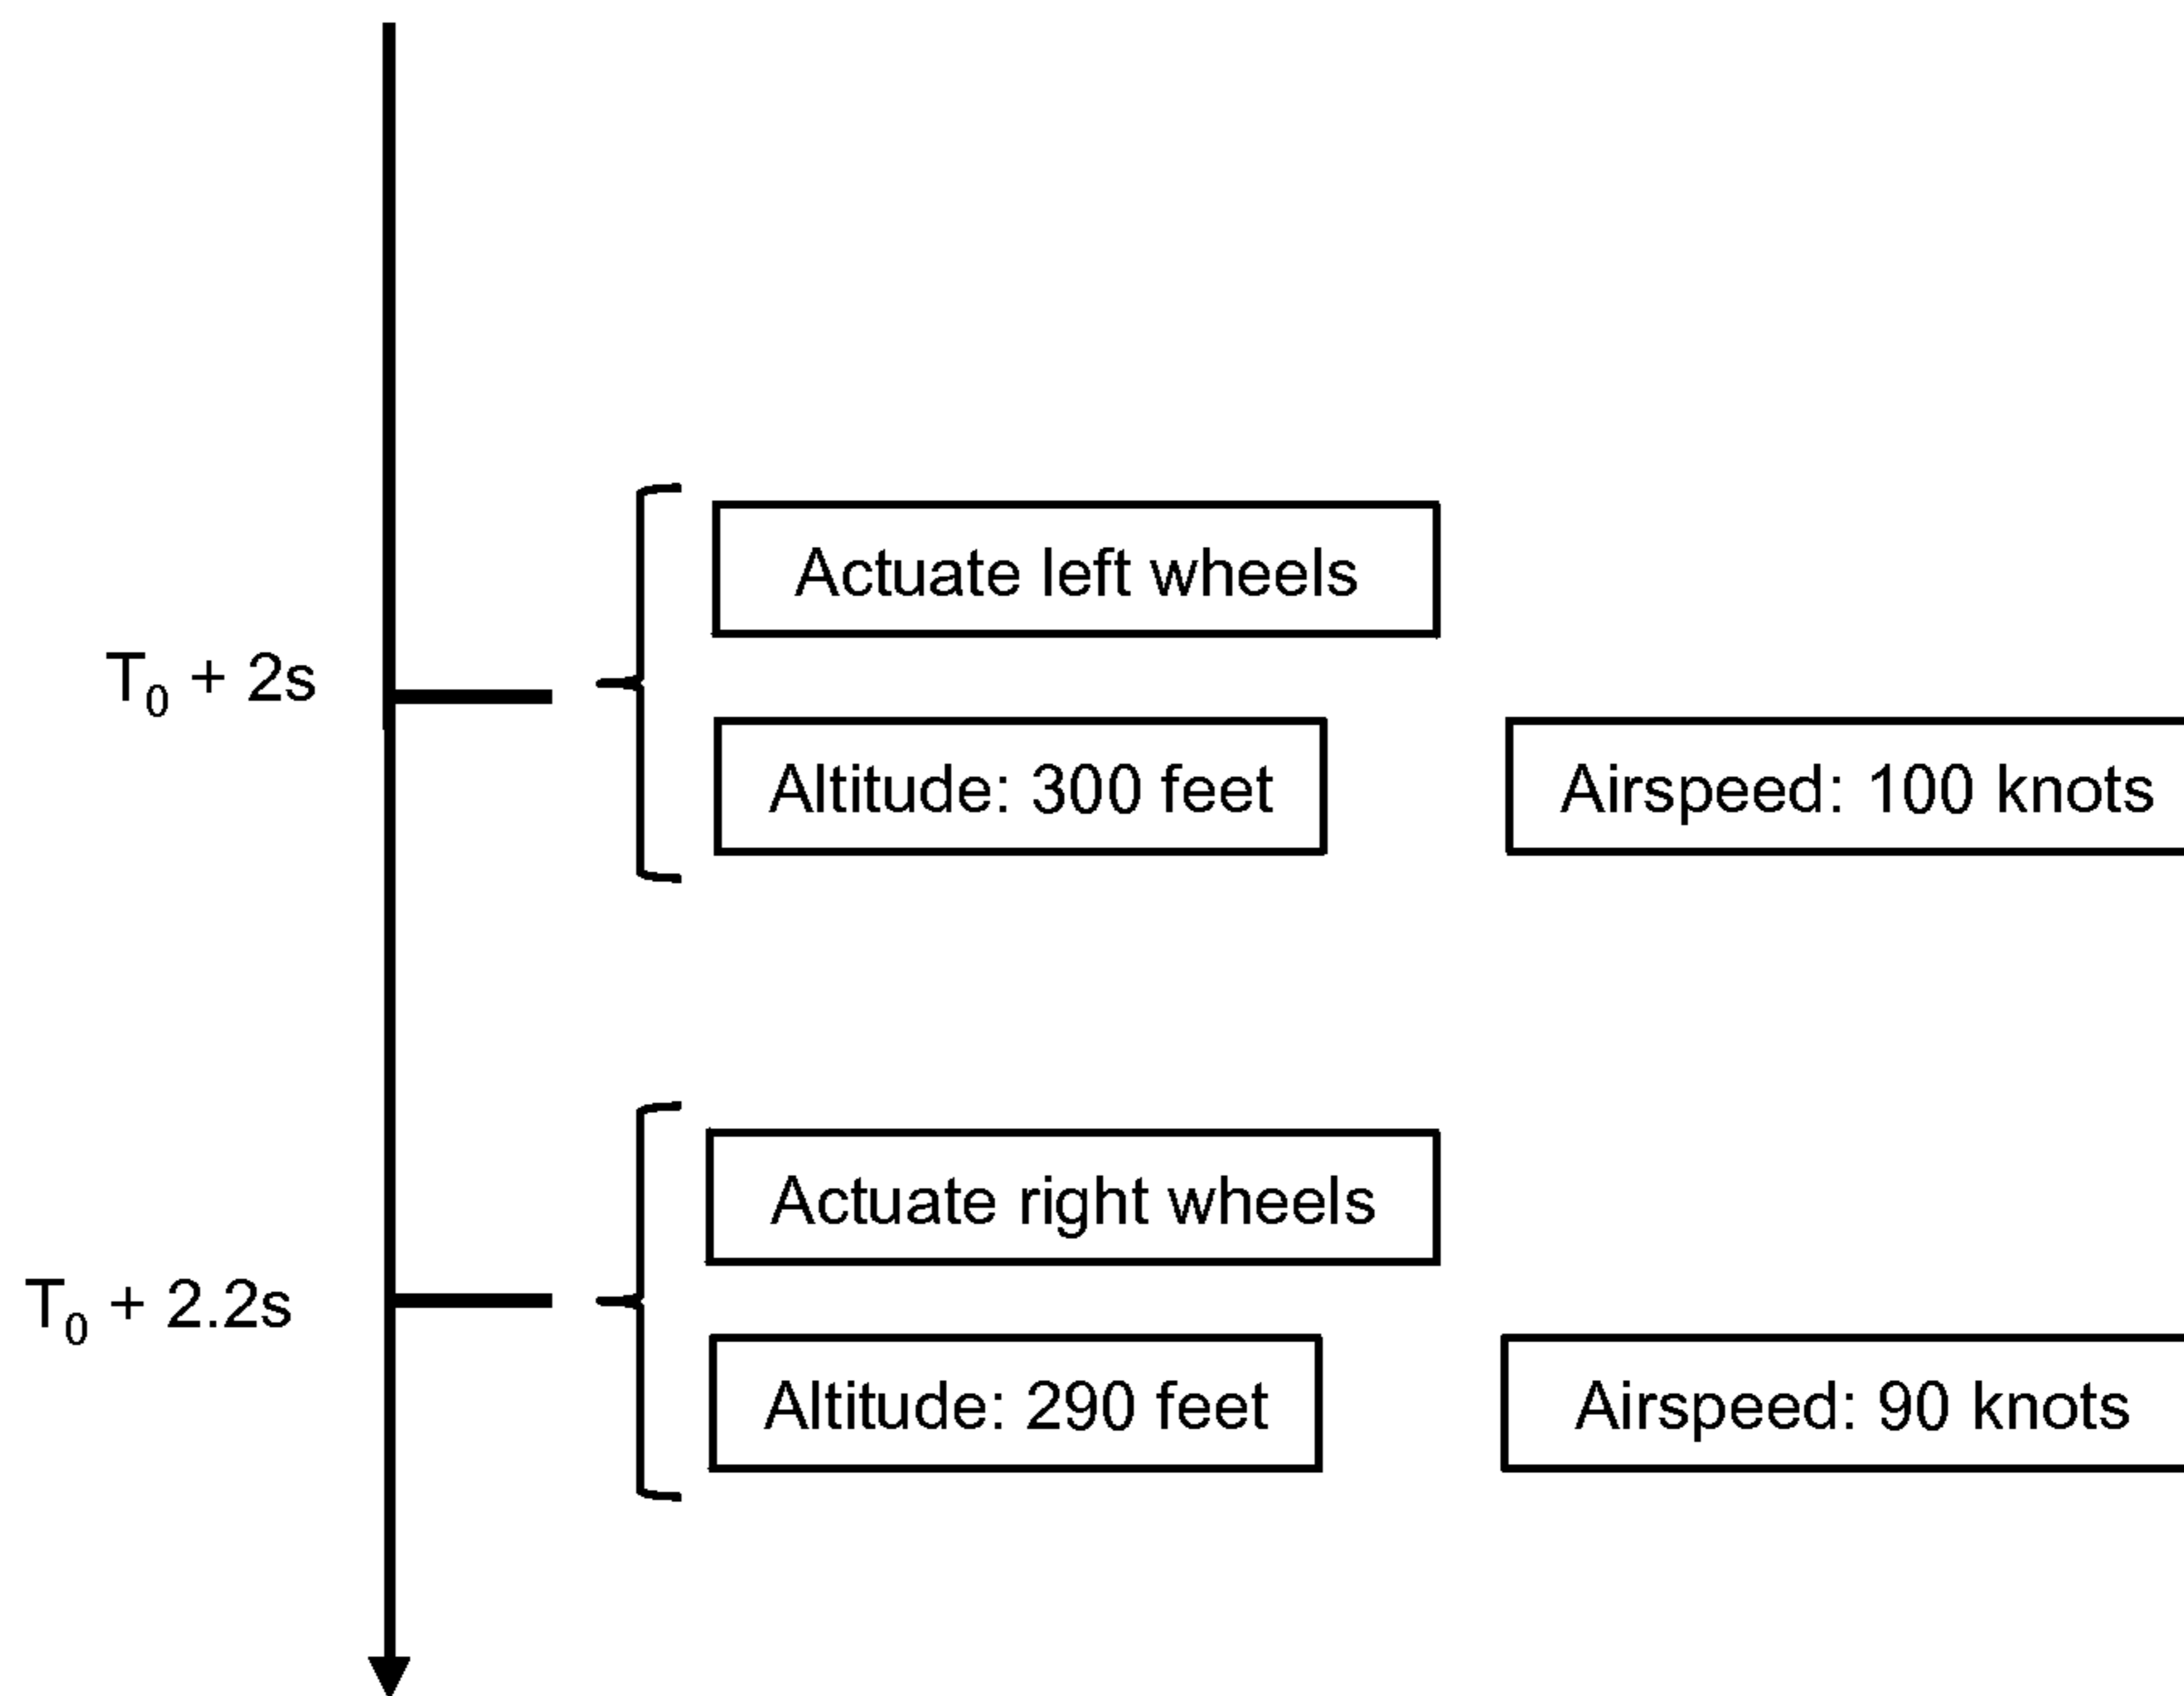 Actuate left wheels
T₀ + 2s
Altitude: 300 feet
Airspeed: 100 knots
Actuate right wheels
T₀ + 2.2s
Altitude: 290 feet
Airspeed: 90 knots